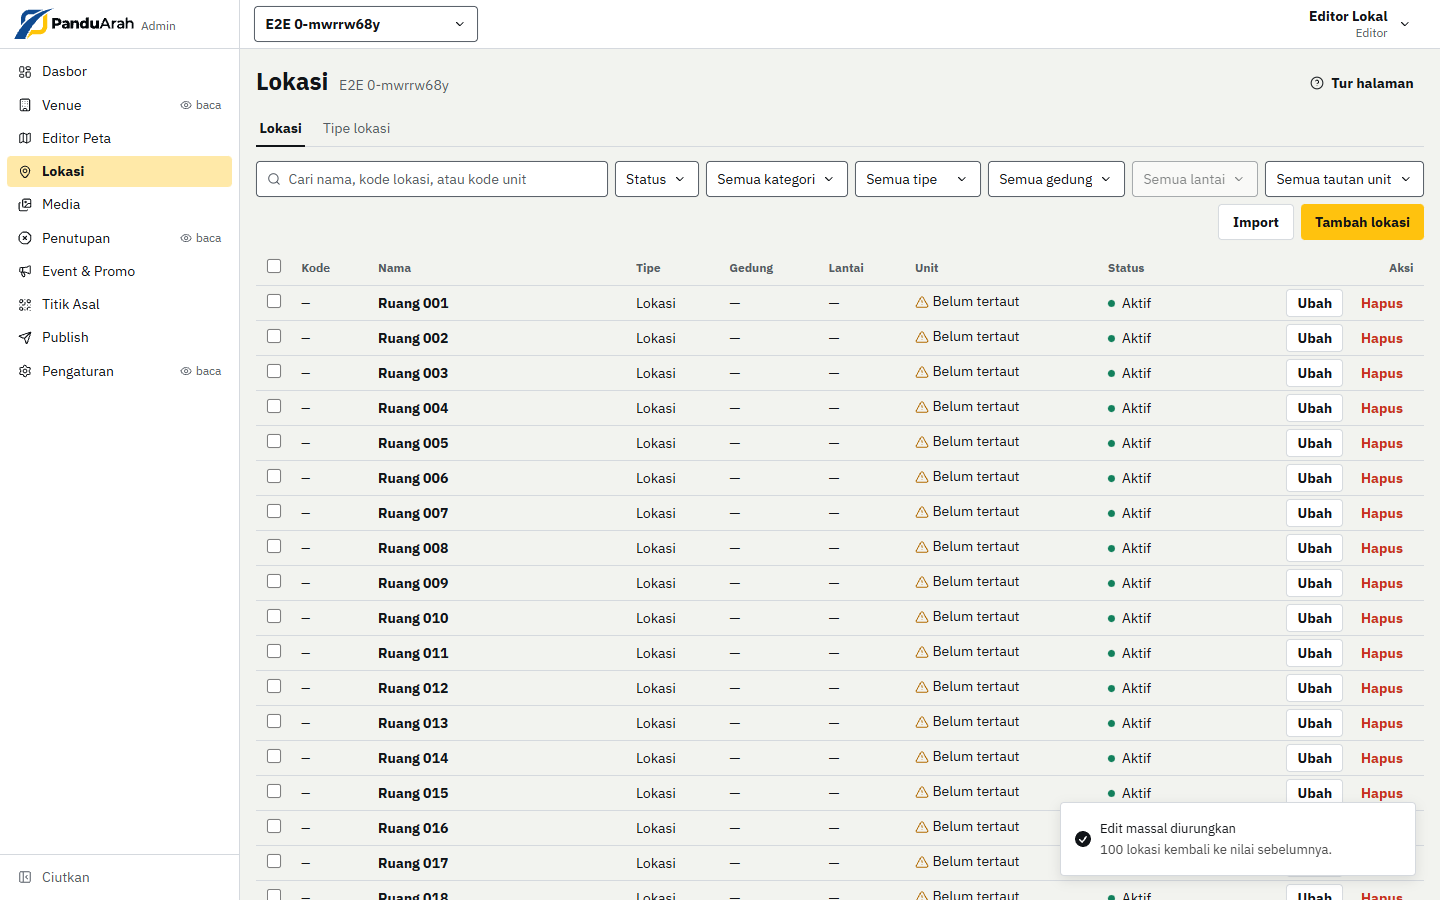 PanduArah Admin
E2E 0-mwrrw68y
Editor Lokal
Editor
Dasbor
Venue baca
Editor Peta
Lokasi
Media
Penutupan baca
Event & Promo
Titik Asal
Publish
Pengaturan baca
Ciutkan
Lokasi E2E 0-mwrrw68y
Tur halaman
Lokasi Tipe lokasi
Cari nama, kode lokasi, atau kode unit Status Semua kategori Semua tipe Semua gedung Semua lantai Semua tautan unit
Import Tambah lokasi
Kode Nama Tipe Gedung Lantai Unit Status Aksi
— Ruang 001 Lokasi — — Belum tertaut Aktif Ubah Hapus
— Ruang 002 Lokasi — — Belum tertaut Aktif Ubah Hapus
— Ruang 003 Lokasi — — Belum tertaut Aktif Ubah Hapus
— Ruang 004 Lokasi — — Belum tertaut Aktif Ubah Hapus
— Ruang 005 Lokasi — — Belum tertaut Aktif Ubah Hapus
— Ruang 006 Lokasi — — Belum tertaut Aktif Ubah Hapus
— Ruang 007 Lokasi — — Belum tertaut Aktif Ubah Hapus
— Ruang 008 Lokasi — — Belum tertaut Aktif Ubah Hapus
— Ruang 009 Lokasi — — Belum tertaut Aktif Ubah Hapus
— Ruang 010 Lokasi — — Belum tertaut Aktif Ubah Hapus
— Ruang 011 Lokasi — — Belum tertaut Aktif Ubah Hapus
— Ruang 012 Lokasi — — Belum tertaut Aktif Ubah Hapus
— Ruang 013 Lokasi — — Belum tertaut Aktif Ubah Hapus
— Ruang 014 Lokasi — — Belum tertaut Aktif Ubah Hapus
— Ruang 015 Lokasi — — Belum tertaut Aktif Ubah Hapus
— Ruang 016 Lokasi — — Belum tertaut
— Ruang 017 Lokasi — — Belum tertaut
— Ruang 018 Lokasi — — Belum tertaut Aktif Ubah Hapus
Edit massal diurungkan
100 lokasi kembali ke nilai sebelumnya.